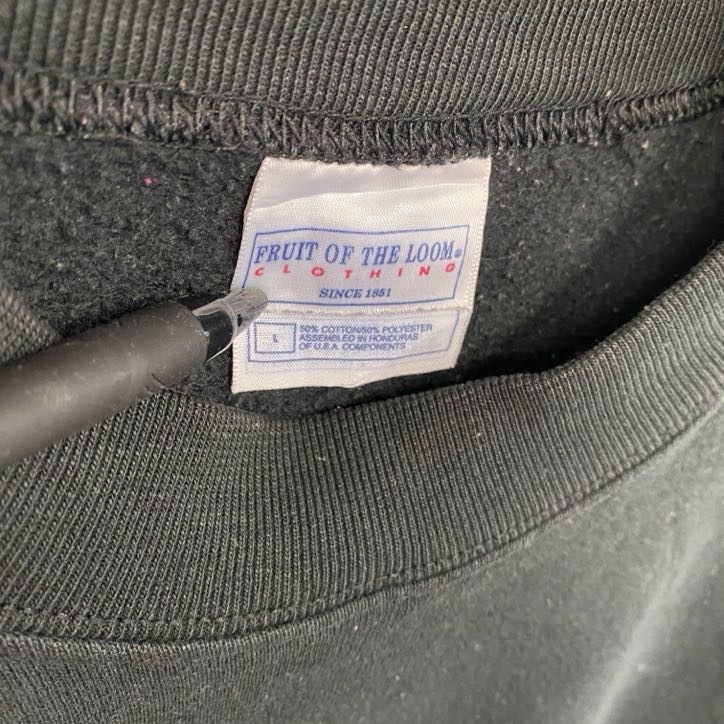 FRUIT OF THE LOOM®
CLOTHING
SINCE 1851
L
50% COTTON/50% POLYESTER
ASSEMBLED IN HONDURAS
OF U.S.A. COMPONENTS